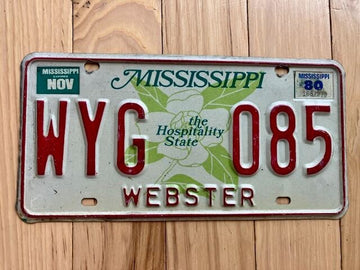 MISSISSIPPI
NOV
MISSISSIPPI
MISSISSIPPI
80
the
Hospitality
State
WYG 085
WEBSTER